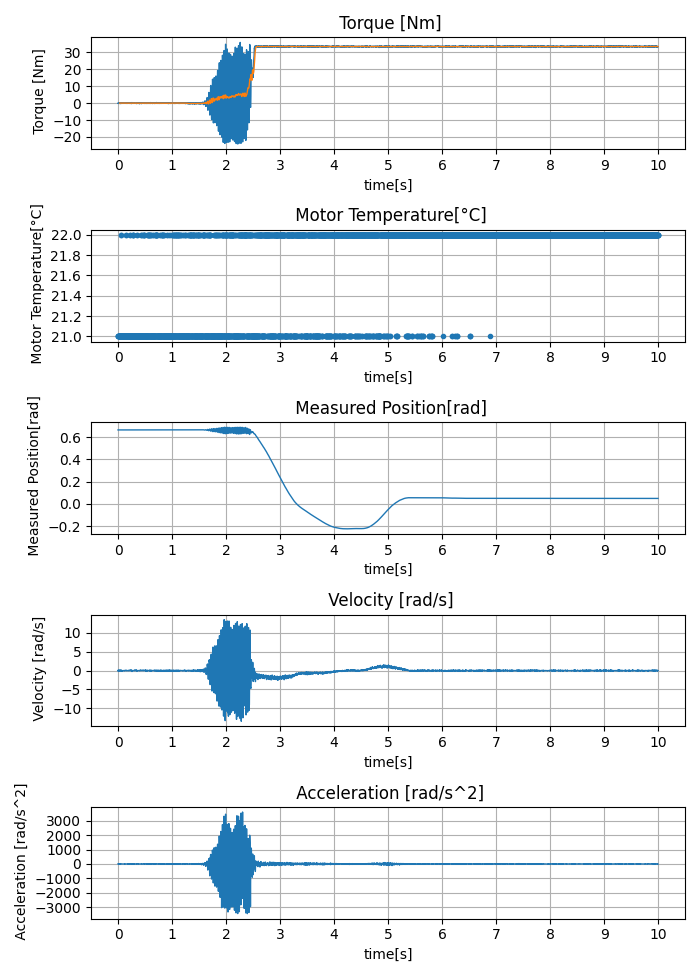 Torque [Nm]
Torque [Nm]
30
20
10
0
−10
−20
0 1 2 3 4 5 6 7 8 9 10
time[s]
Motor Temperature[°C]
Motor Temperature[°C]
22.0
21.8
21.6
21.4
21.2
21.0
0 1 2 3 4 5 6 7 8 9 10
time[s]
Measured Position[rad]
Measured Position[rad]
0.6
0.4
0.2
0.0
−0.2
0 1 2 3 4 5 6 7 8 9 10
time[s]
Velocity [rad/s]
Velocity [rad/s]
10
5
0
−5
−10
0 1 2 3 4 5 6 7 8 9 10
time[s]
Acceleration [rad/s^2]
Acceleration [rad/s^2]
3000
2000
1000
0
−1000
−2000
−3000
0 1 2 3 4 5 6 7 8 9 10
time[s]